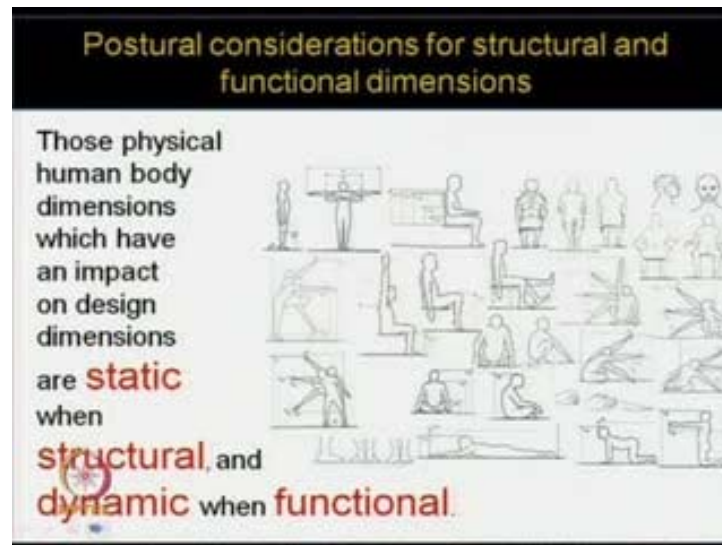 Postural considerations for structural and
functional dimensions
Those physical
human body
dimensions
which have
an impact
on design
dimensions
are static
when
structural, and
dynamic when functional.